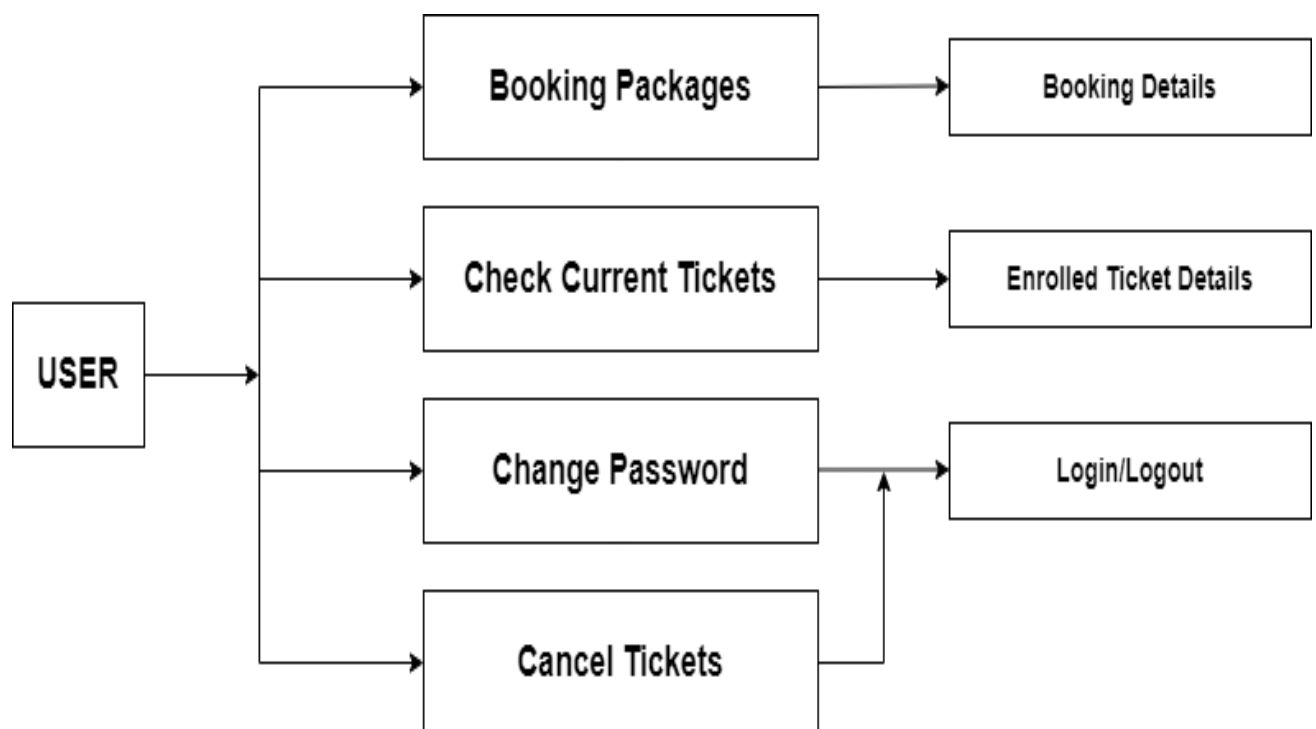 Booking Packages
Booking Details
Check Current Tickets
Enrolled Ticket Details
USER
Change Password
Login/Logout
Cancel Tickets